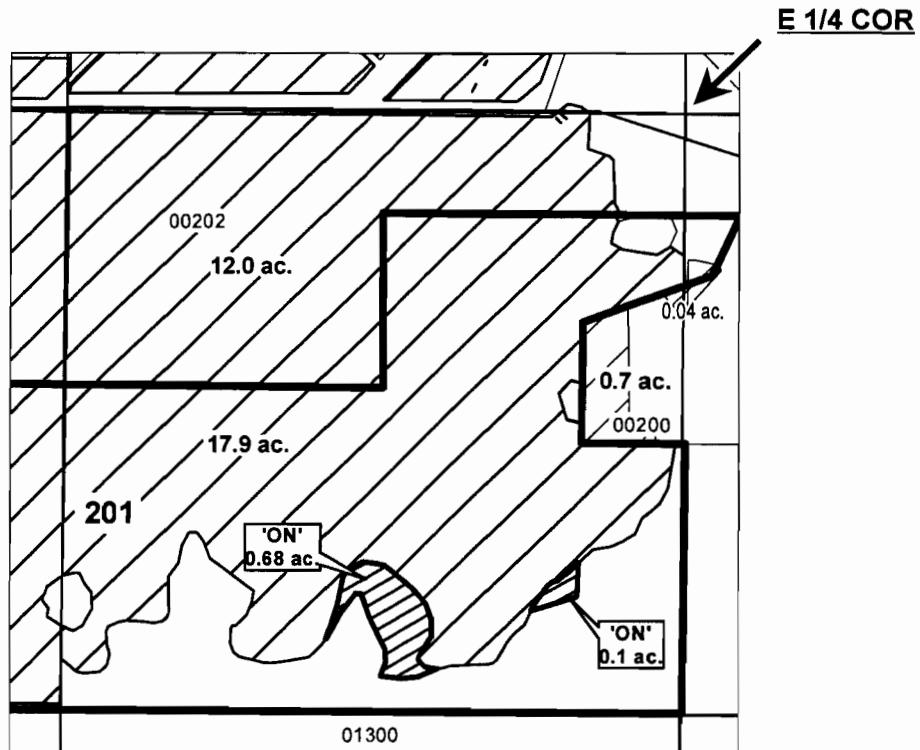 E 1/4 COR
00202
12.0 ac.
0.04 ac.
0.7 ac.
00200
17.9 ac.
201
'ON'
0.68 ac.
'ON'
0.1 ac.
01300